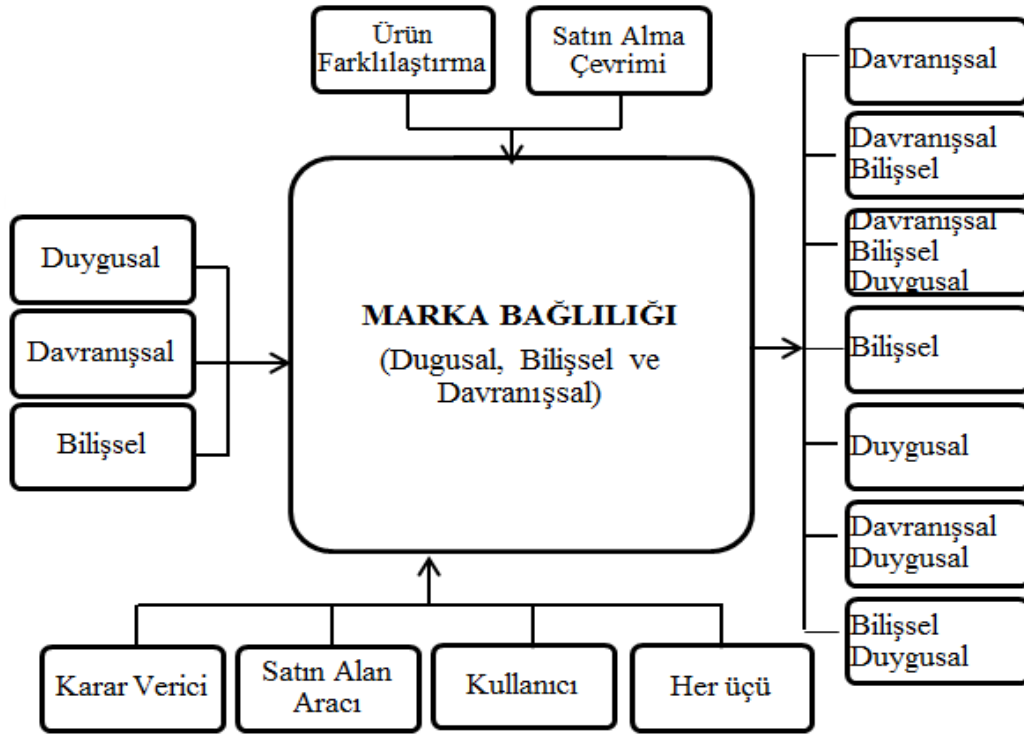 Ürün
Farklılaştırma
Satın Alma
Çevrimi
Duygusal
Davranışsal
Bilişsel
MARKA BAĞLILIĞI
(Dugusal, Bilişsel ve
Davranışsal)
Davranışsal
Davranışsal
Bilişsel
Davranışsal
Bilişsel
Duygusal
Bilişsel
Duygusal
Davranışsal
Duygusal
Bilişsel
Duygusal
Karar Verici
Satın Alan
Aracı
Kullanıcı
Her üçü